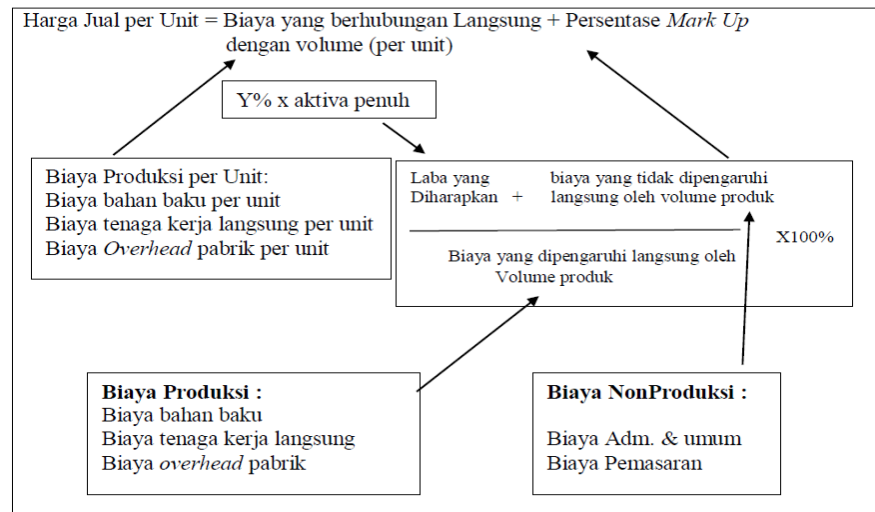 Harga Jual per Unit = Biaya yang berhubungan Langsung + Persentase Mark Up
dengan volume (per unit)
Y% x aktiva penuh
Biaya Produksi per Unit:
Biaya bahan baku per unit
Biaya tenaga kerja langsung per unit
Biaya Overhead pabrik per unit
Laba yang biaya yang tidak dipengaruhi
Diharapkan + langsung oleh volume produk
X100%
Biaya yang dipengaruhi langsung oleh
Volume produk
Biaya Produksi :
Biaya bahan baku
Biaya tenaga kerja langsung
Biaya overhead pabrik
Biaya NonProduksi :
Biaya Adm. & umum
Biaya Pemasaran